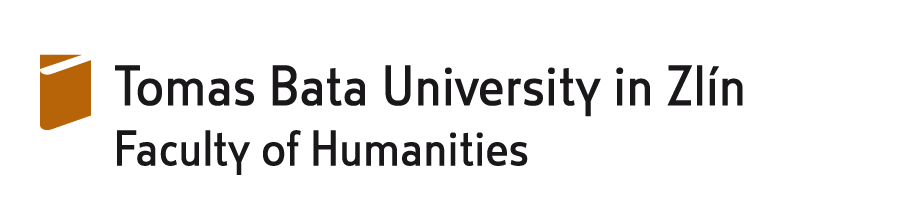 Tomas Bata University in Zlín
Faculty of Humanities